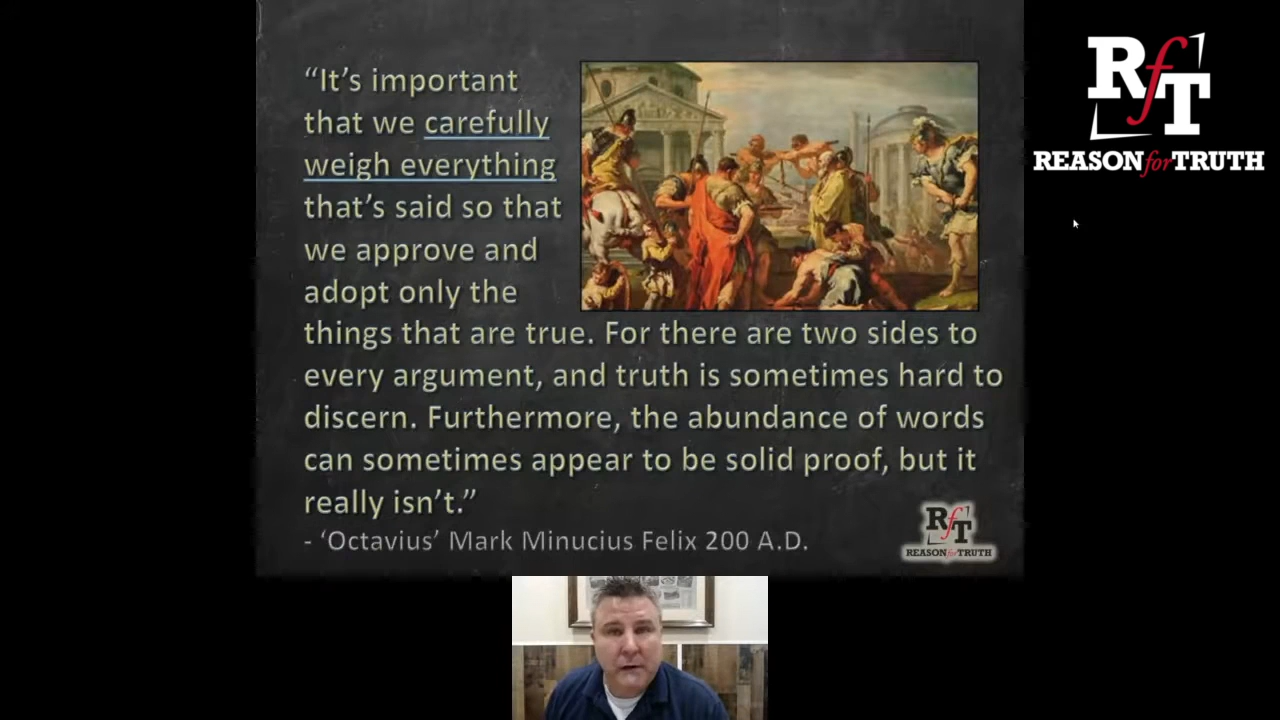 “It’s important
that we carefully
weigh everything
that’s said so that
we approve and
adopt only the
things that are true. For there are two sides to
every argument, and truth is sometimes hard to
discern. Furthermore, the abundance of words
can sometimes appear to be solid proof, but it
really isn’t.”
- ‘Octavius’ Mark Minucius Felix 200 A.D.
RfT
REASON for TRUTH
RfT
REASON for TRUTH